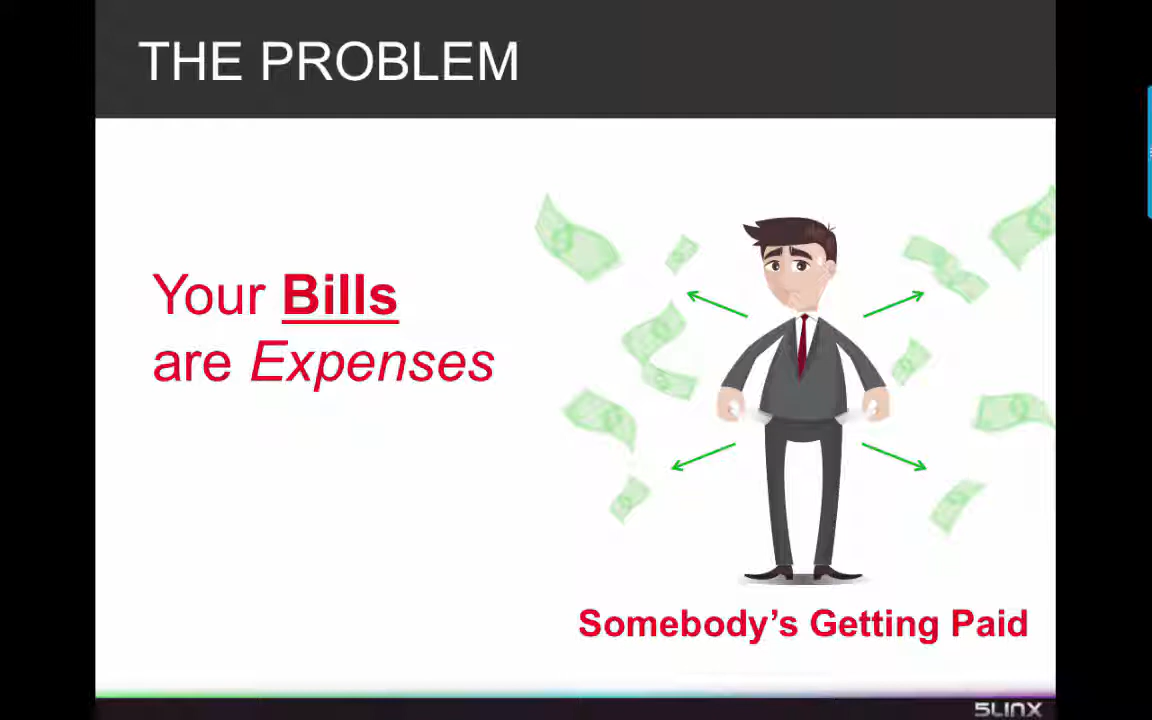 THE PROBLEM
Your Bills
are Expenses
Somebody’s Getting Paid
5LINX